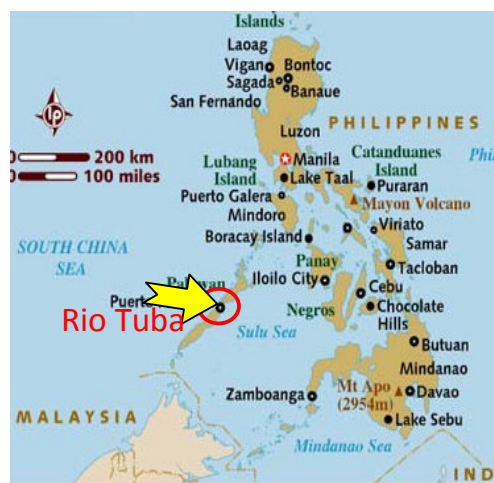 Islands
Laoag
Vigan
Bontoc
Sagada
Banaue
San Fernando
Luzon
PHILIPPINES
200 km
100 miles
Lubang
Island
Manila
Lake Taal
Catanduanes
Island
Puraran
Puerto Galera
Mindoro
Mayon Volcano
Viriato
Samar
Boracay Island
SOUTH CHINA
SEA
Panay
Tacloban
Iloilo City
Cebu
Puerto
Rio Tuba
Negros
Chocolate
Hills
Sulu Sea
Butuan
Mindanao
Zamboanga
Mt Apo
(2954m)
Davao
MALAYSIA
Lake Sebu
Mindanao Sea